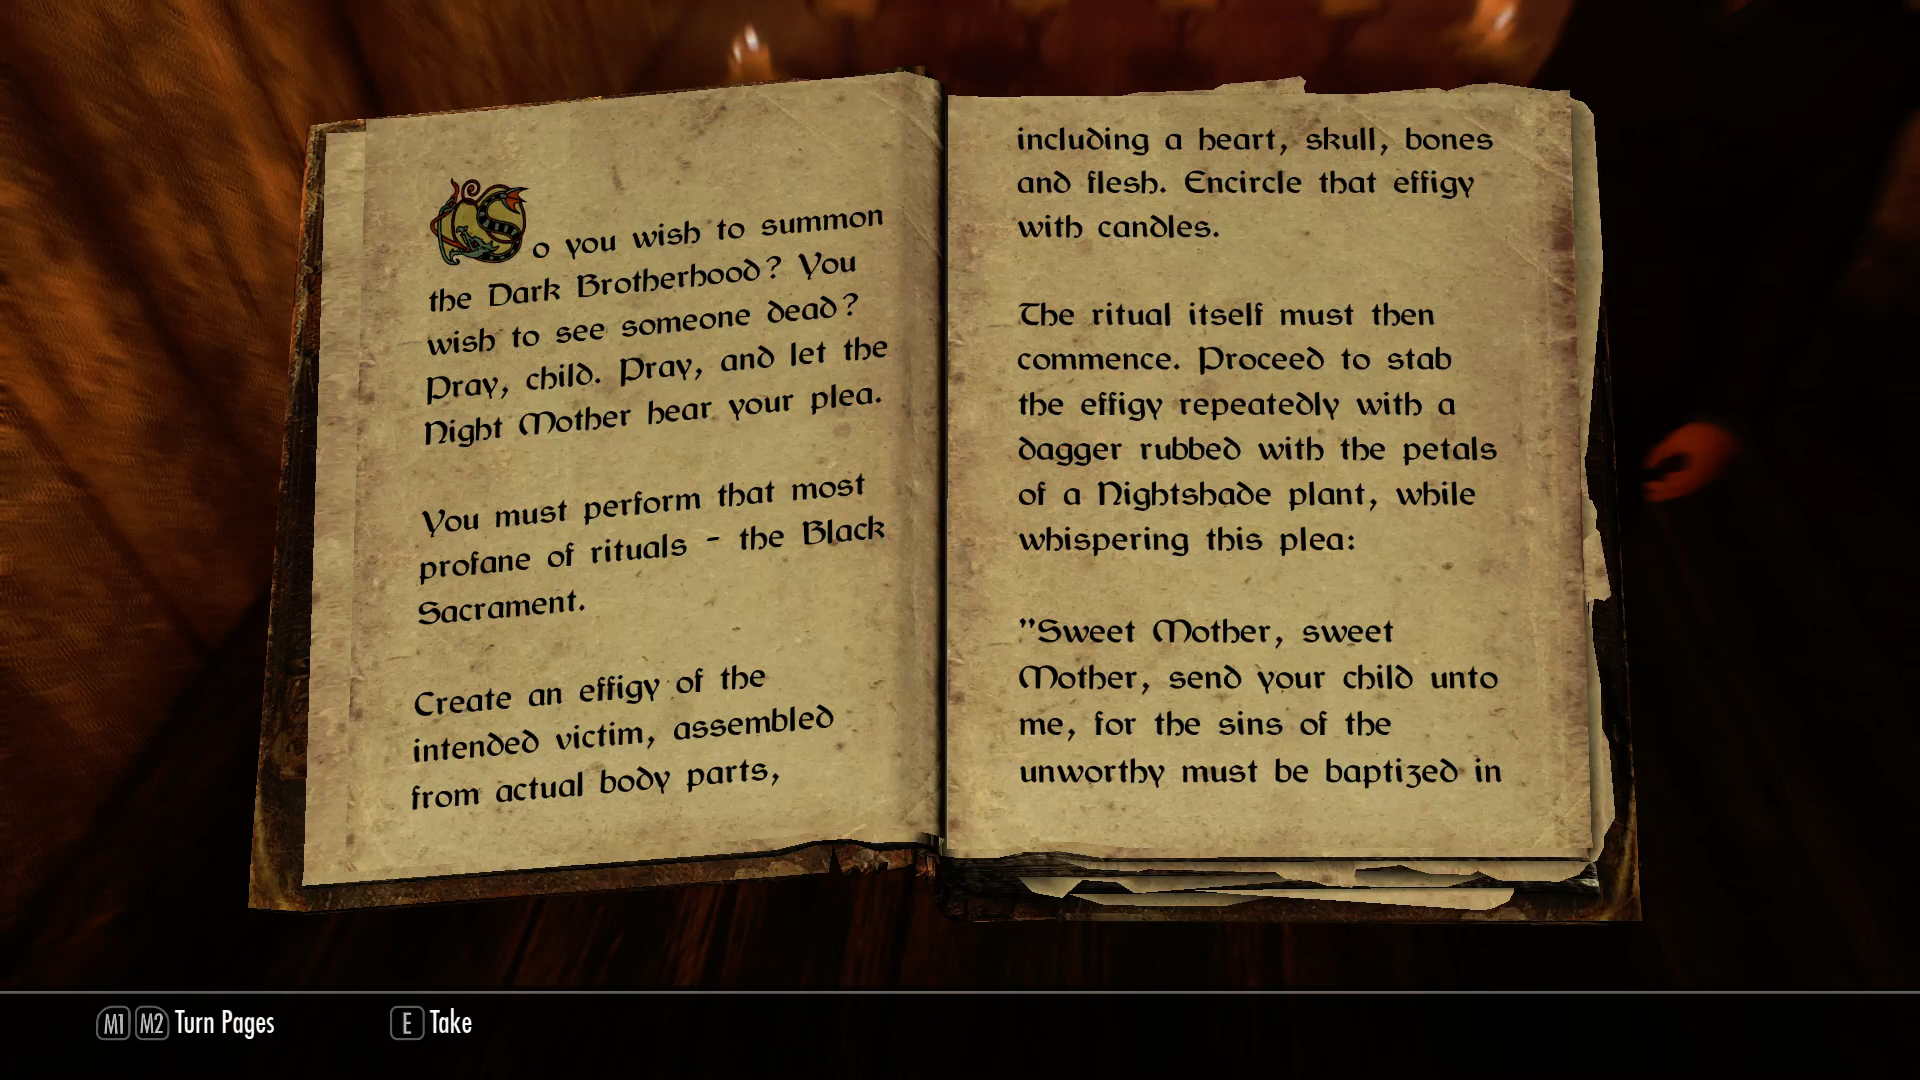 So you wish to summon
the Dark Brotherhood? You
wish to see someone dead?
Pray, child. Pray, and let the
Night Mother hear your plea.
You must perform that most
profane of rituals - the Black
Sacrament.
Create an effigy of the
intended victim, assembled
from actual body parts,
including a heart, skull, bones
and flesh. Encircle that effigy
with candles.
The ritual itself must then
commence. Proceed to stab
the effigy repeatedly with a
dagger rubbed with the petals
of a Nightshade plant, while
whispering this plea:
"Sweet Mother, sweet
Mother, send your child unto
me, for the sins of the
unworthy must be baptized in
M1 M2 Turn Pages
E Take